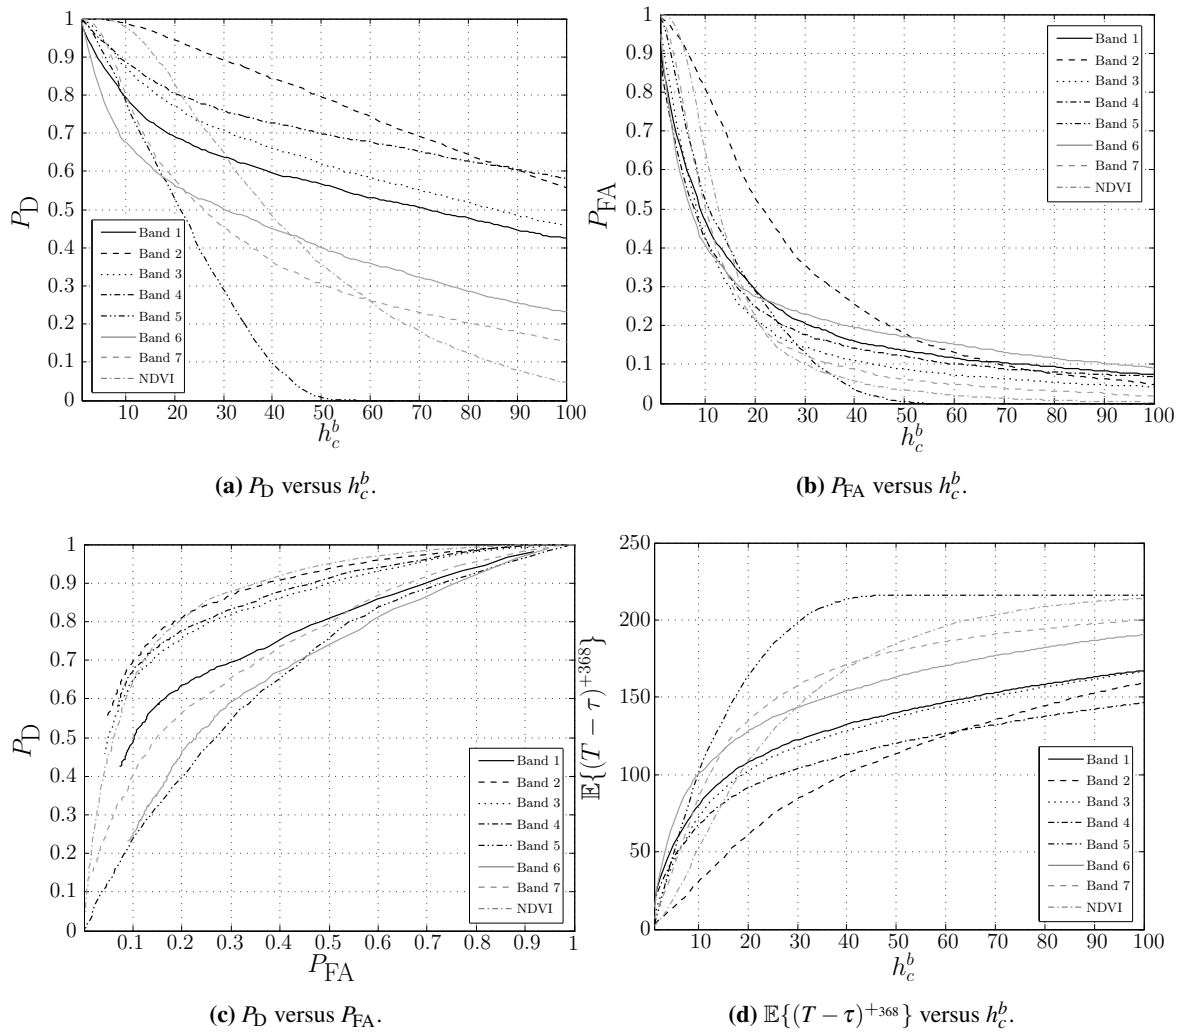 1
0.9
0.8
0.7
0.6
0.5
0.4
0.3
0.2
0.1
0
P_D
Band 1
Band 2
Band 3
Band 4
Band 5
Band 6
Band 7
NDVI
10 20 30 40 50 60 70 80 90 100
h_c^b
(a) P_D versus h_c^b.
1
0.9
0.8
0.7
0.6
0.5
0.4
0.3
0.2
0.1
0
P_FA
Band 1
Band 2
Band 3
Band 4
Band 5
Band 6
Band 7
NDVI
10 20 30 40 50 60 70 80 90 100
h_c^b
(b) P_FA versus h_c^b.
1
0.9
0.8
0.7
0.6
0.5
0.4
0.3
0.2
0.1
0
P_D
Band 1
Band 2
Band 3
Band 4
Band 5
Band 6
Band 7
NDVI
0.1 0.2 0.3 0.4 0.5 0.6 0.7 0.8 0.9 1
P_FA
(c) P_D versus P_FA.
250
200
150
100
50
0
𝔼{(T − τ)^{+368}}
Band 1
Band 2
Band 3
Band 4
Band 5
Band 6
Band 7
NDVI
10 20 30 40 50 60 70 80 90 100
h_c^b
(d) 𝔼{(T − τ)^{+368}} versus h_c^b.